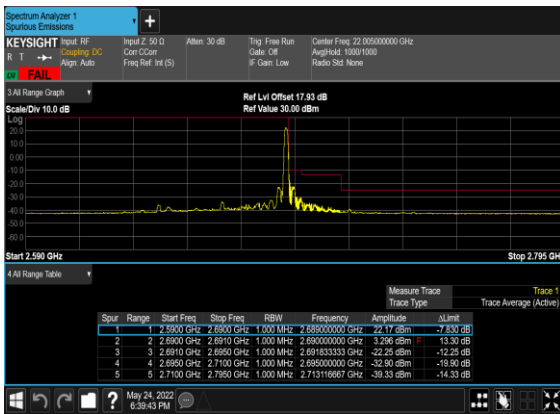 Spectrum Analyzer 1
Spurious Emissions
KEYSIGHT Input: RF Input Z: 50 Ω Atten: 30 dB Trig: Free Run Center Freq: 22.005000000 GHz
R T Coupling: DC Corr CCorr Gate: Off Avg|Hold: 1000/1000
Align: Auto Freq Ref: Int (S) IF Gain: Low Radio Std: None
LV FAIL
3 All Range Graph
Ref Lvl Offset 17.93 dB
Scale/Div 10.0 dB Ref Value 30.00 dBm
Log
20.0
10.0
0.00
-10.0
-20.0
-30.0
-40.0
-50.0
-60.0
Start 2.590 GHz Stop 2.795 GH
4 All Range Table
Measure Trace Trace 1
Trace Type Trace Average (Active)
Spur Range Start Freq Stop Freq RBW Frequency Amplitude ΔLimit
1 1 2.5900 GHz 2.6900 GHz 1.000 MHz 2.689000000 GHz 22.17 dBm -7.830 dB
2 2 2.6900 GHz 2.6910 GHz 1.000 MHz 2.690000000 GHz 3.296 dBm F 13.30 dB
3 3 2.6910 GHz 2.6950 GHz 1.000 MHz 2.691833333 GHz -22.25 dBm -12.25 dB
4 4 2.6950 GHz 2.7100 GHz 1.000 MHz 2.695000000 GHz -32.90 dBm -19.90 dB
5 5 2.7100 GHz 2.7950 GHz 1.000 MHz 2.713116667 GHz -39.33 dBm -14.33 dB
May 24, 2022
6:39:43 PM